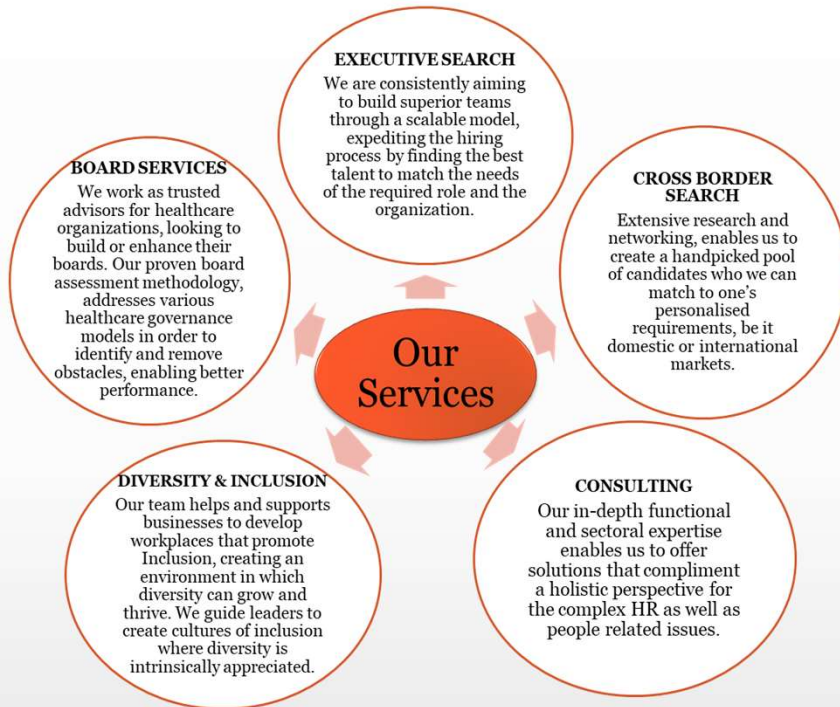 EXECUTIVE SEARCH
We are consistently aiming
to build superior teams
through a scalable model,
expediting the hiring
process by finding the best
talent to match the needs
of the required role and the
organization.
BOARD SERVICES
We work as trusted
advisors for healthcare
organizations, looking to
build or enhance their
boards. Our proven board
assessment methodology,
addresses various
healthcare governance
models in order to
identify and remove
obstacles, enabling better
performance.
CROSS BORDER
SEARCH
Extensive research and
networking, enables us to
create a handpicked pool
of candidates who we can
match to one's
personalised
requirements, be it
domestic or international
markets.
Our
Services
DIVERSITY & INCLUSION
Our team helps and supports
businesses to develop
workplaces that promote
Inclusion, creating an
environment in which
diversity can grow and
thrive. We guide leaders to
create cultures of inclusion
where diversity is
intrinsically appreciated.
CONSULTING
Our in-depth functional
and sectoral expertise
enables us to offer
solutions that compliment
a holistic perspective for
the complex HR as well as
people related issues.